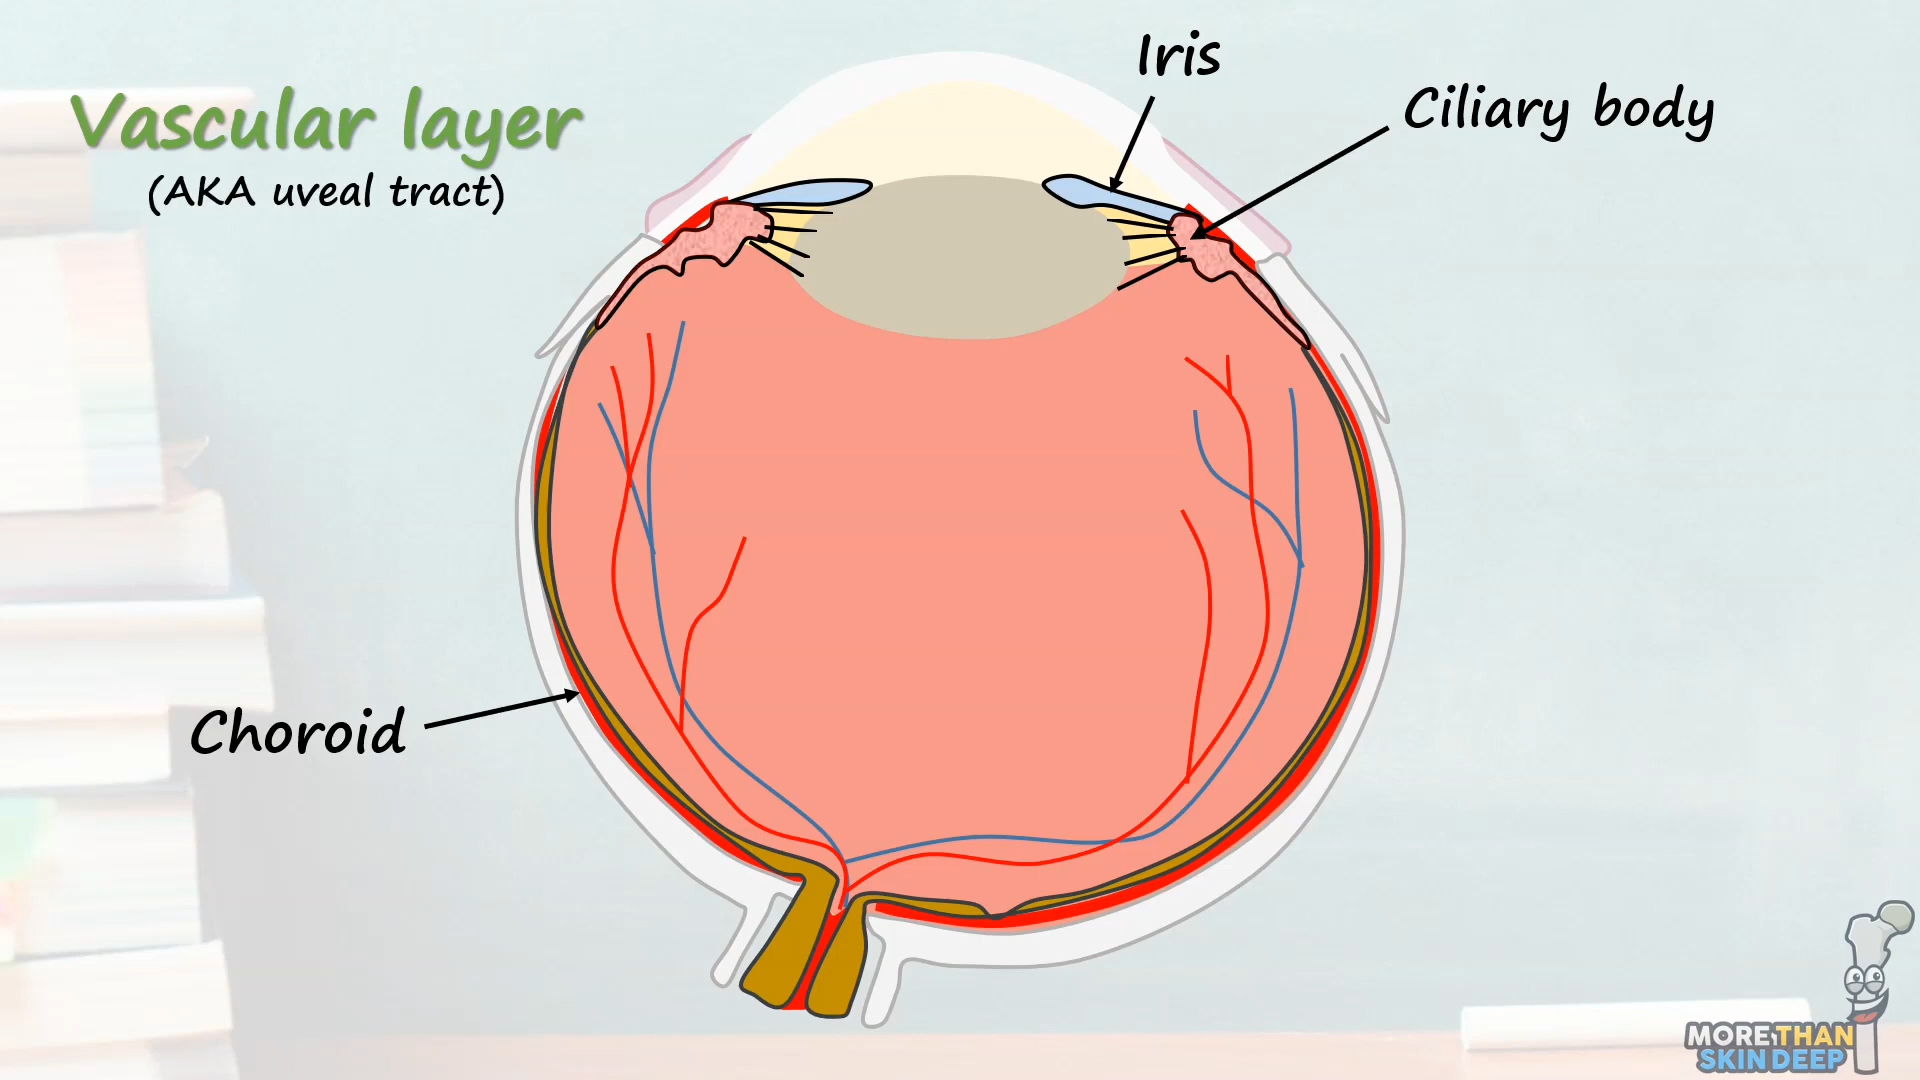 Vascular layer
(AKA uveal tract)
Iris
Ciliary body
Choroid
MORE THAN
SKIN DEEP